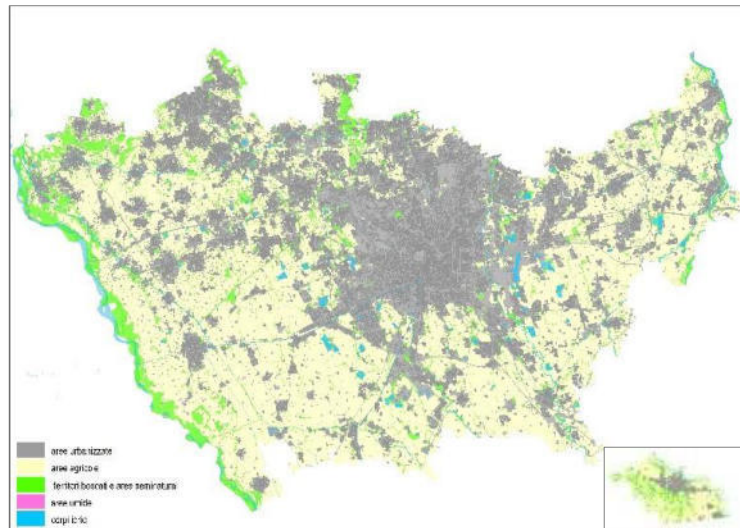 aree urbanizzate
aree agricole
territori boscati e aree seminaturali
aree umide
corpi idrici